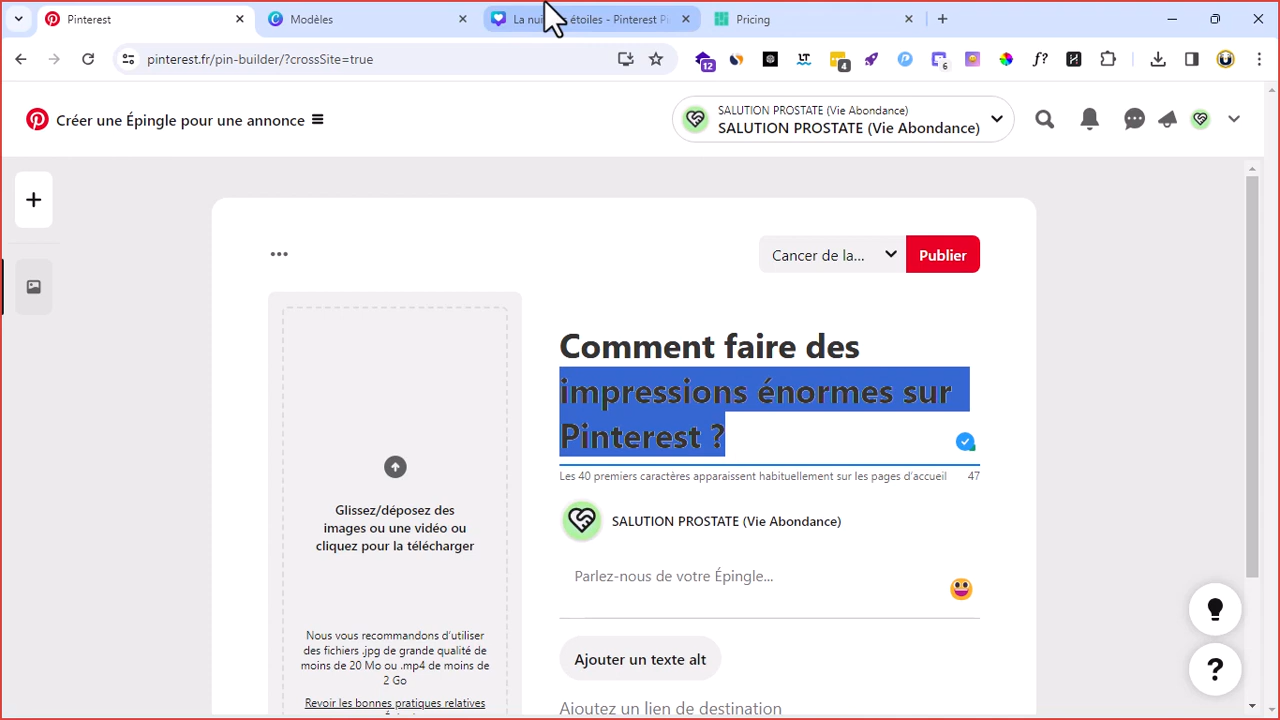 Pinterest
Modèles
étoiles - Pinterest
Pricing
pinterest.fr/pin-builder/?crossSite=true
12
4
6
LT
f?
Créer une Épingle pour une annonce
SALUTION PROSTATE (Vie Abondance)
SALUTION PROSTATE (Vie Abondance)
Cancer de la...
Publier
Comment faire des
impressions énormes sur
Pinterest ?
Les 40 premiers caractères apparaissent habituellement sur les pages d'accueil
47
Glissez/déposez des
images ou une vidéo ou
cliquez pour la télécharger
SALUTION PROSTATE (Vie Abondance)
Parlez-nous de votre Épingle...
Nous vous recommandons d'utiliser
des fichiers .jpg de grande qualité de
moins de 20 Mo ou .mp4 de moins de
2 Go
Revoir les bonnes pratiques relatives
Ajouter un texte alt
Ajoutez un lien de destination
?